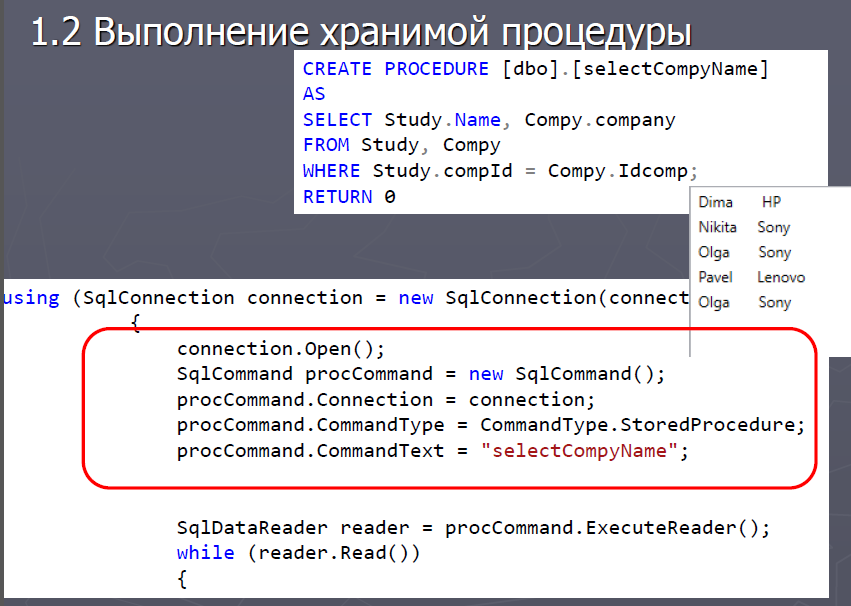 1.2 Выполнение хранимой процедуры
CREATE PROCEDURE [dbo].[selectCompyName]
AS
SELECT Study.Name, Compy.company
FROM Study, Compy
WHERE Study.compId = Compy.Idcomp;
RETURN 0
Dima HP
Nikita Sony
Olga Sony
Pavel Lenovo
Olga Sony
using (SqlConnection connection = new SqlConnection(connect
{
connection.Open();
SqlCommand procCommand = new SqlCommand();
procCommand.Connection = connection;
procCommand.CommandType = CommandType.StoredProcedure;
procCommand.CommandText = "selectCompyName";
SqlDataReader reader = procCommand.ExecuteReader();
while (reader.Read())
{